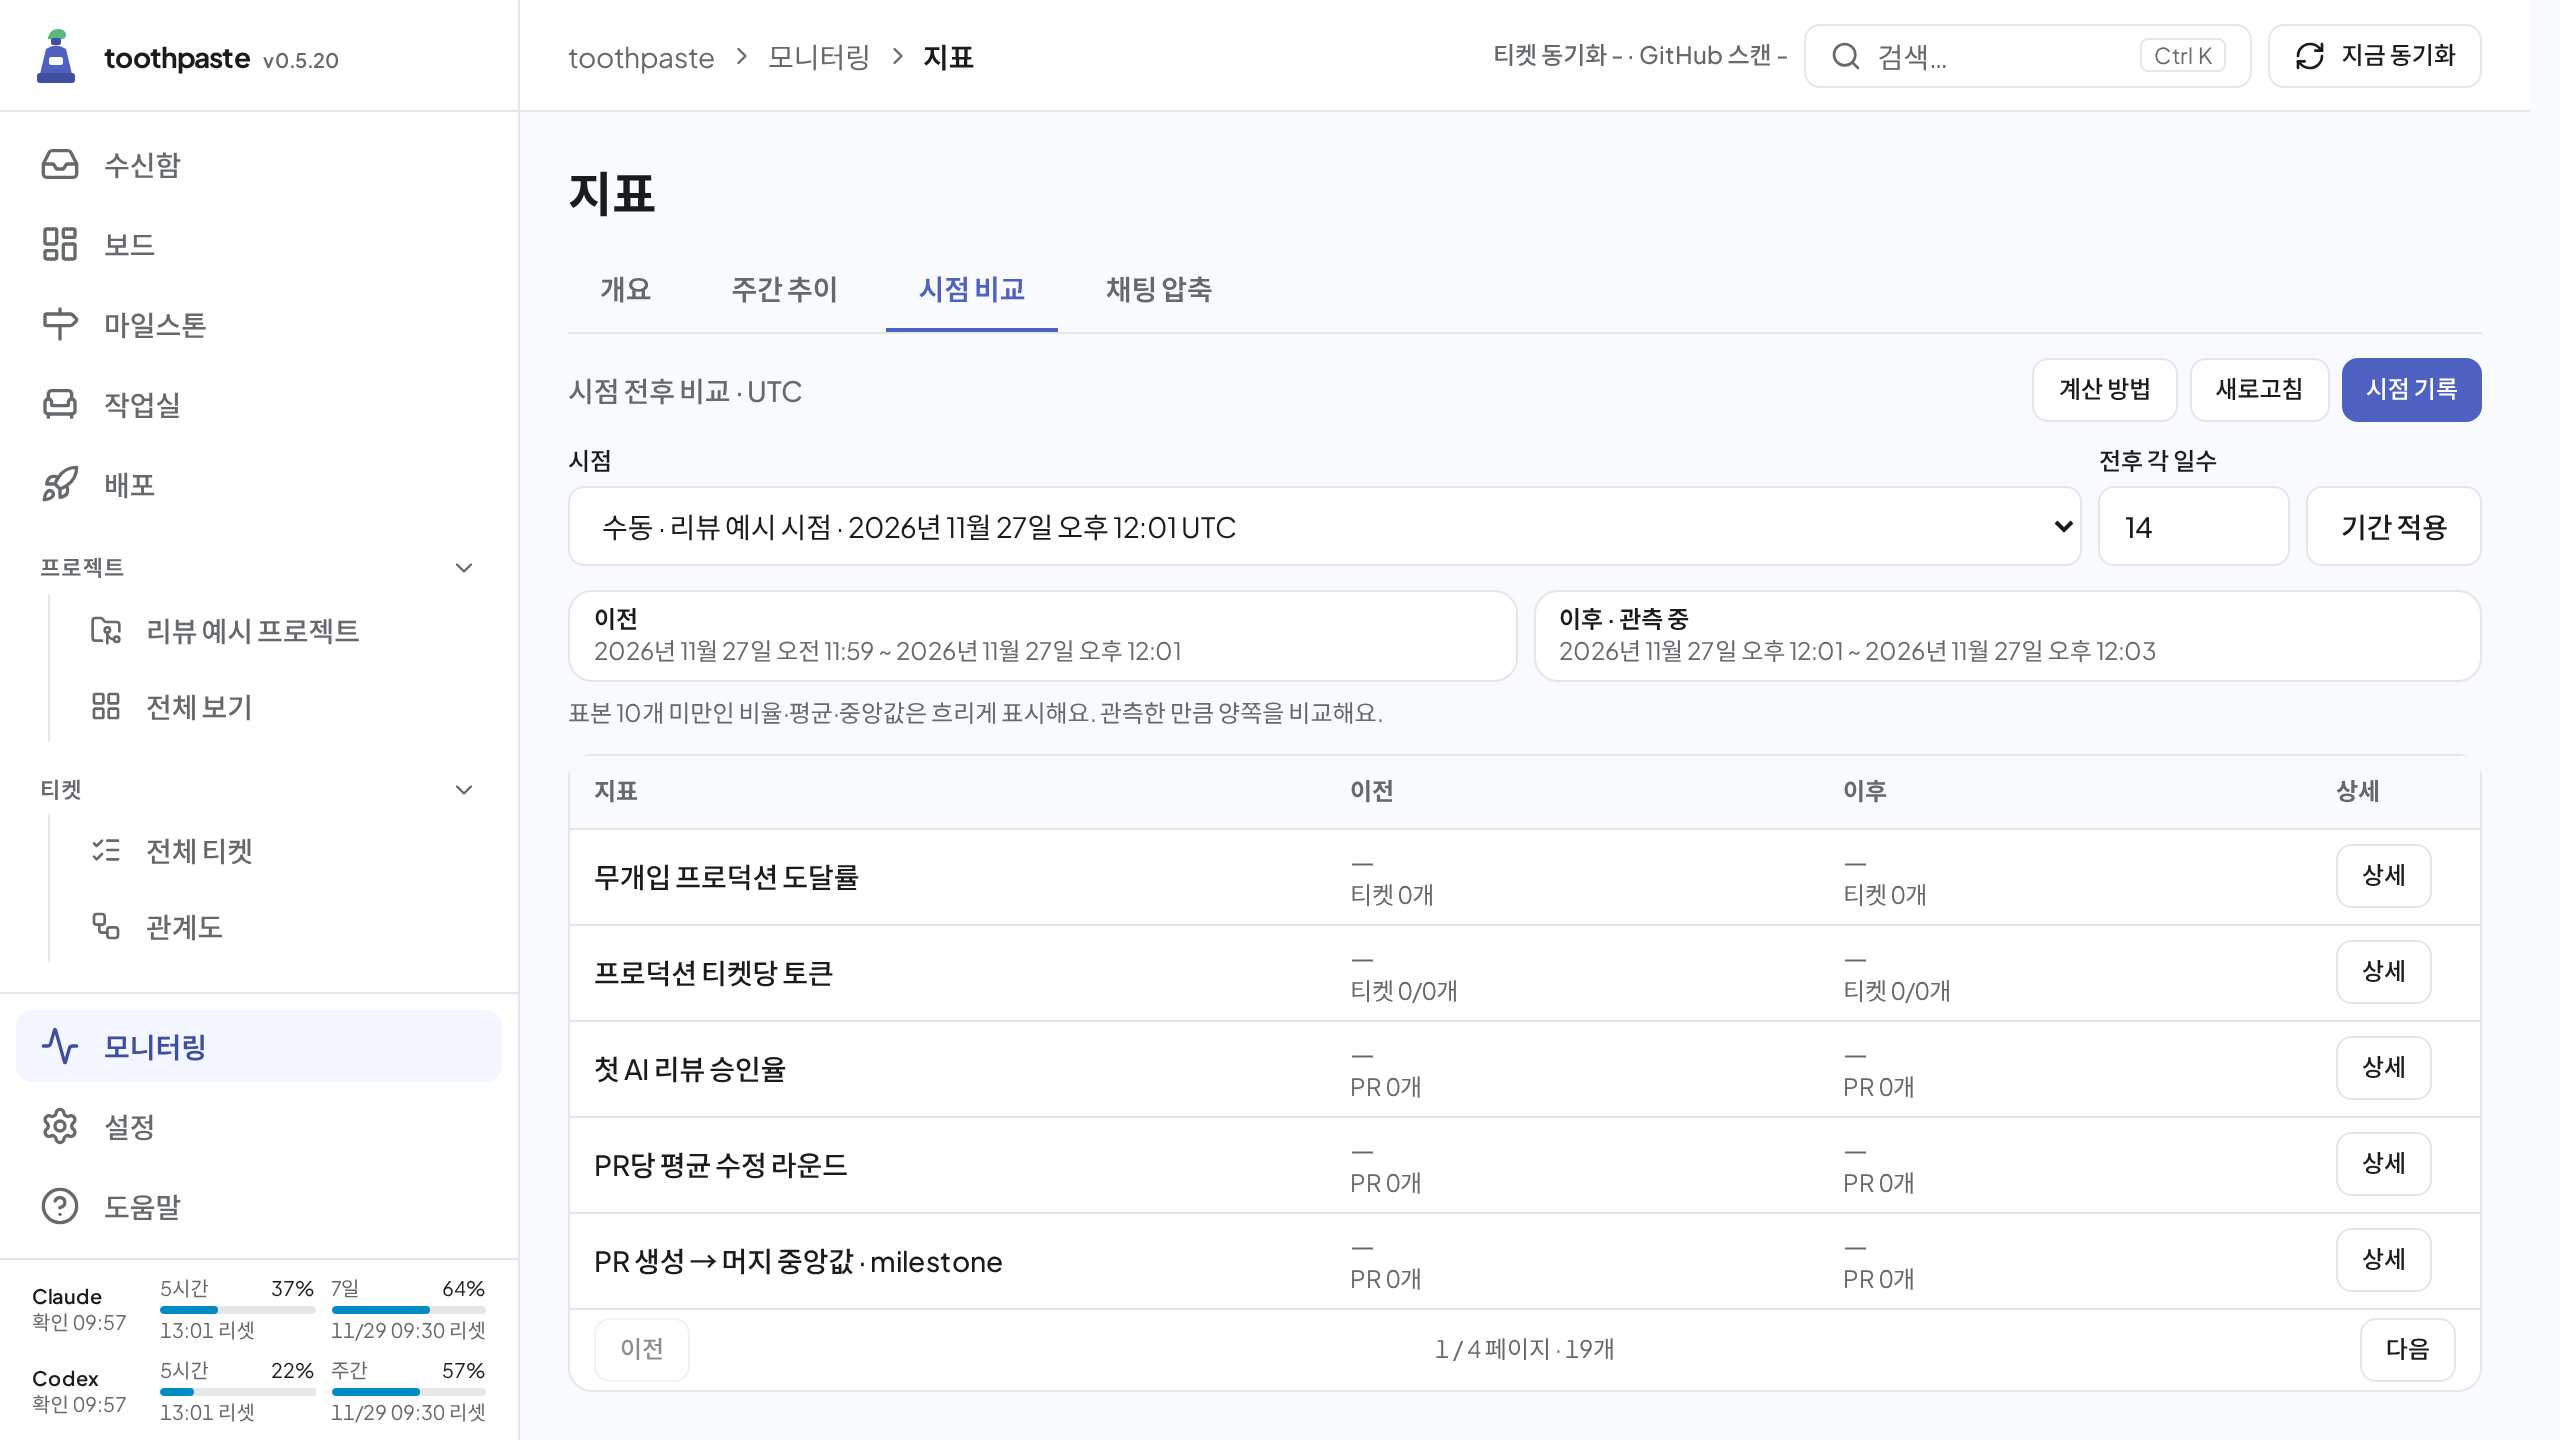 toothpaste v0.5.20
수신함
보드
마일스톤
작업실
배포
프로젝트
리뷰 예시 프로젝트
전체 보기
티켓
전체 티켓
관계도
모니터링
설정
도움말
Claude
확인 09:57
5시간 37%
13:01 리셋
7일 64%
11/29 09:30 리셋
Codex
확인 09:57
5시간 22%
13:01 리셋
주간 57%
11/29 09:30 리셋
toothpaste > 모니터링 > 지표
티켓 동기화 - · GitHub 스캔 -
검색... Ctrl K
지금 동기화
지표
개요 주간 추이 시점 비교 채팅 압축
시점 전후 비교 · UTC
계산 방법 새로고침 시점 기록
시점
수동 · 리뷰 예시 시점 · 2026년 11월 27일 오후 12:01 UTC
전후 각 일수
14
기간 적용
이전
2026년 11월 27일 오전 11:59 ~ 2026년 11월 27일 오후 12:01
이후 · 관측 중
2026년 11월 27일 오후 12:01 ~ 2026년 11월 27일 오후 12:03
표본 10개 미만인 비율·평균·중앙값은 흐리게 표시해요. 관측한 만큼 양쪽을 비교해요.
지표 이전 이후 상세
무개입 프로덕션 도달률
—
티켓 0개
—
티켓 0개
상세
프로덕션 티켓당 토큰
—
티켓 0/0개
—
티켓 0/0개
상세
첫 AI 리뷰 승인율
—
PR 0개
—
PR 0개
상세
PR당 평균 수정 라운드
—
PR 0개
—
PR 0개
상세
PR 생성 → 머지 중앙값 · milestone
—
PR 0개
—
PR 0개
상세
이전
1 / 4 페이지 · 19개
다음